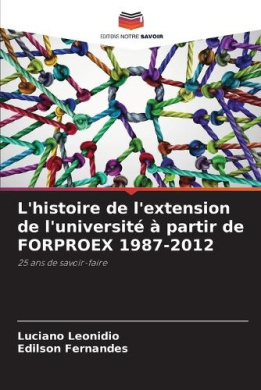 EDITIONS NOTRE SAVOIR
L'histoire de l'extension
de l'université à partir de
FORPROEX 1987-2012
25 ans de savoir-faire
Luciano Leonidio
Edilson Fernandes